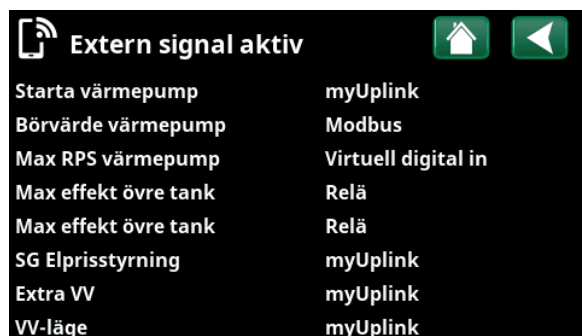 Extern signal aktiv
Starta värmepump myUplink
Börvärde värmepump Modbus
Max RPS värmepump Virtuell digital in
Max effekt övre tank Relä
Max effekt övre tank Relä
SG Elprisstyrning myUplink
Extra VV myUplink
VV-läge myUplink